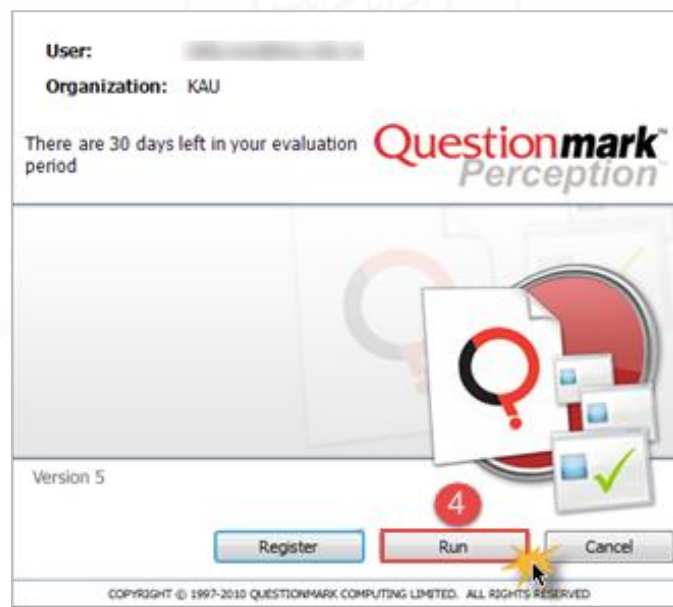 User:
Organization: KAU
There are 30 days left in your evaluation
period
Questionmark™
Perception
Version 5
4
Register Run Cancel
COPYRIGHT © 1997-2010 QUESTIONMARK COMPUTING LIMITED. ALL RIGHTS RESERVED